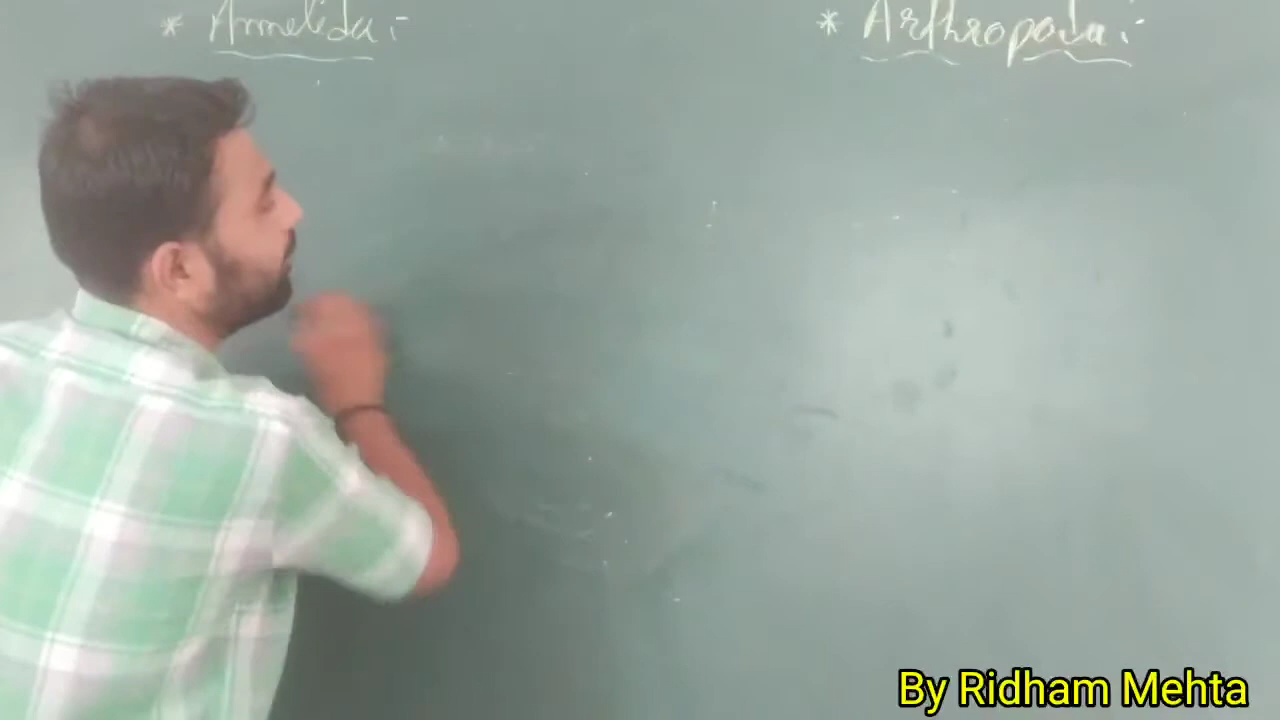 * Annelida :-
* Arthropoda :-
By Ridham Mehta